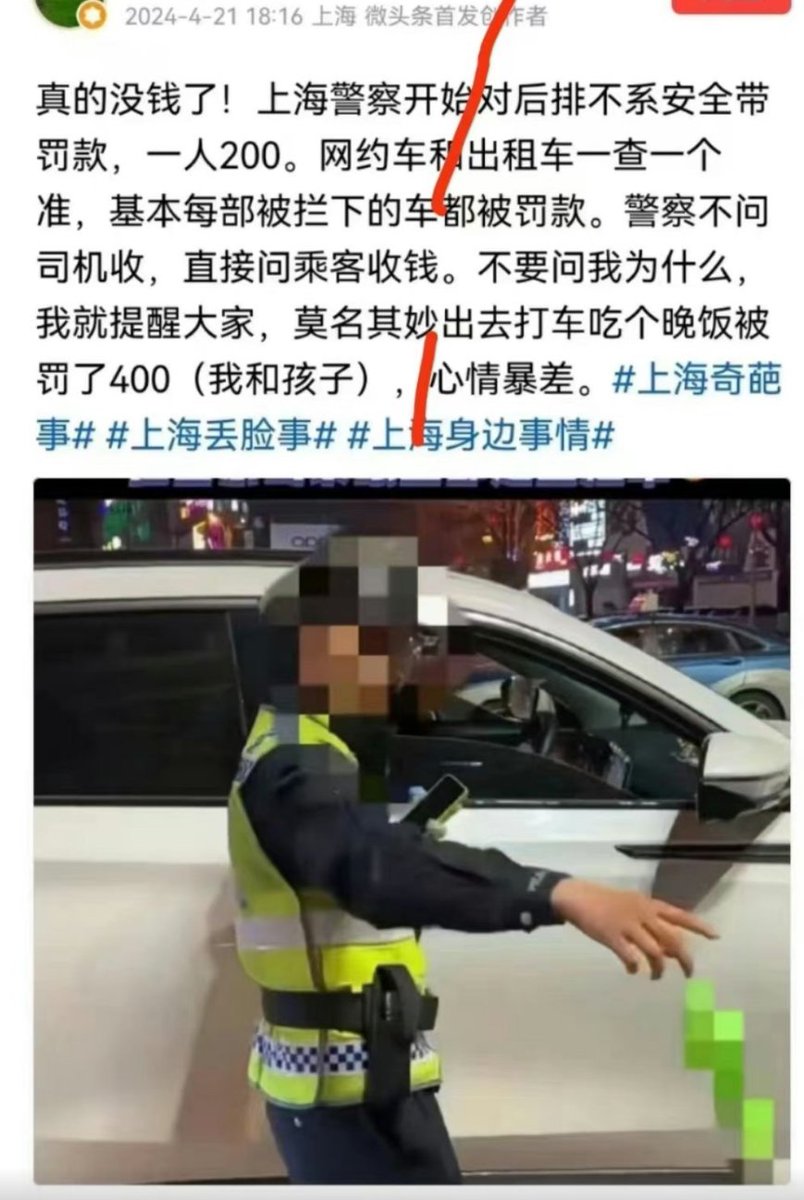 2024-4-21 18:16 上海 微头条首发创作者
真的没钱了！上海警察开始对后排不系安全带
罚款，一人200。网约车和出租车一查一个
准，基本每部被拦下的车都被罚款。警察不问
司机收，直接问乘客收钱。不要问我为什么，
我就提醒大家，莫名其妙出去打车吃个晚饭被
罚了400（我和孩子），心情暴差。#上海奇葩
事# #上海丢脸事# #上海身边事情#